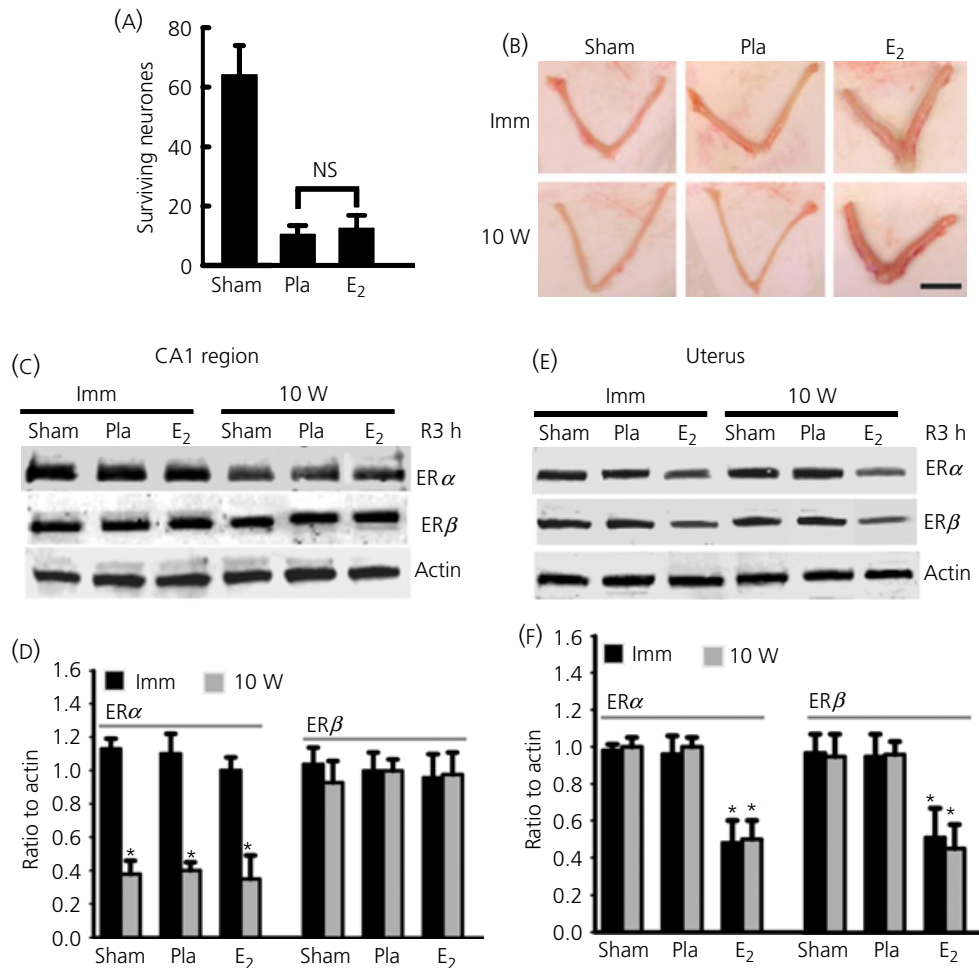 (A)
80
60
40
20
0
Surviving neurones
NS
Sham Pla E2
(B)
Sham Pla E2
Imm
10 W
(C)
CA1 region
Imm 10 W
Sham Pla E2 Sham Pla E2 R3 h
ERα
ERβ
Actin
(E)
Uterus
Imm 10 W
Sham Pla E2 Sham Pla E2 R3 h
ERα
ERβ
Actin
(D)
1.6
1.4
1.2
1.0
0.8
0.6
0.4
0.2
0.0
Ratio to actin
Imm 10 W
ERα
ERβ
* * *
Sham Pla E2 Sham Pla E2
(F)
1.6
1.4
1.2
1.0
0.8
0.6
0.4
0.2
0.0
Ratio to actin
Imm 10 W
ERα ERβ
* * * *
Sham Pla E2 Sham Pla E2